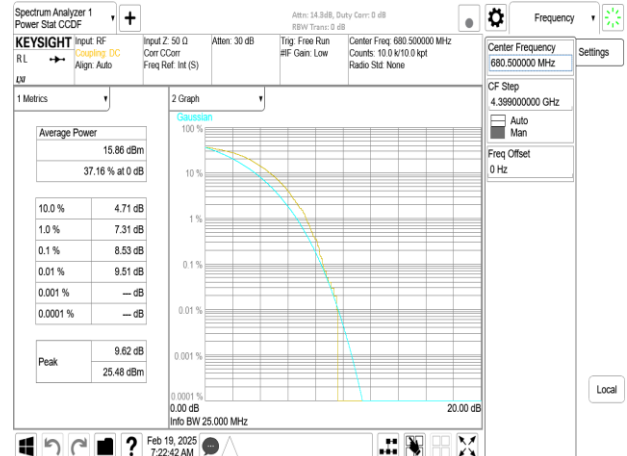 Spectrum Analyzer 1
Power Stat CCDF
Attn: 14.8dB, Duty Corr: 0 dB
RBW Trans: 0 dB
Frequency
KEYSIGHT
RL
Input: RF
Coupling: DC
Align: Auto
Input Z: 50 Ω
Corr CCorr
Freq Ref: Int (S)
Atten: 30 dB
Trig: Free Run
#IF Gain: Low
Center Freq: 680.500000 MHz
Counts: 10.0 k/10.0 kpt
Radio Std: None
Center Frequency
680.500000 MHz
Settings
CF Step
4.399000000 GHz
Auto
Man
Freq Offset
0 Hz
1 Metrics
Average Power
15.86 dBm
37.16 % at 0 dB
10.0 % 4.71 dB
1.0 % 7.31 dB
0.1 % 8.53 dB
0.01 % 9.51 dB
0.001 % --- dB
0.0001 % --- dB
Peak
9.62 dB
25.48 dBm
2 Graph
Gaussian
100 %
10 %
1 %
0.1 %
0.01 %
0.001 %
0.0001 %
0.00 dB 20.00 dB
Info BW 25.000 MHz
Local
Feb 19, 2025
7:22:42 AM